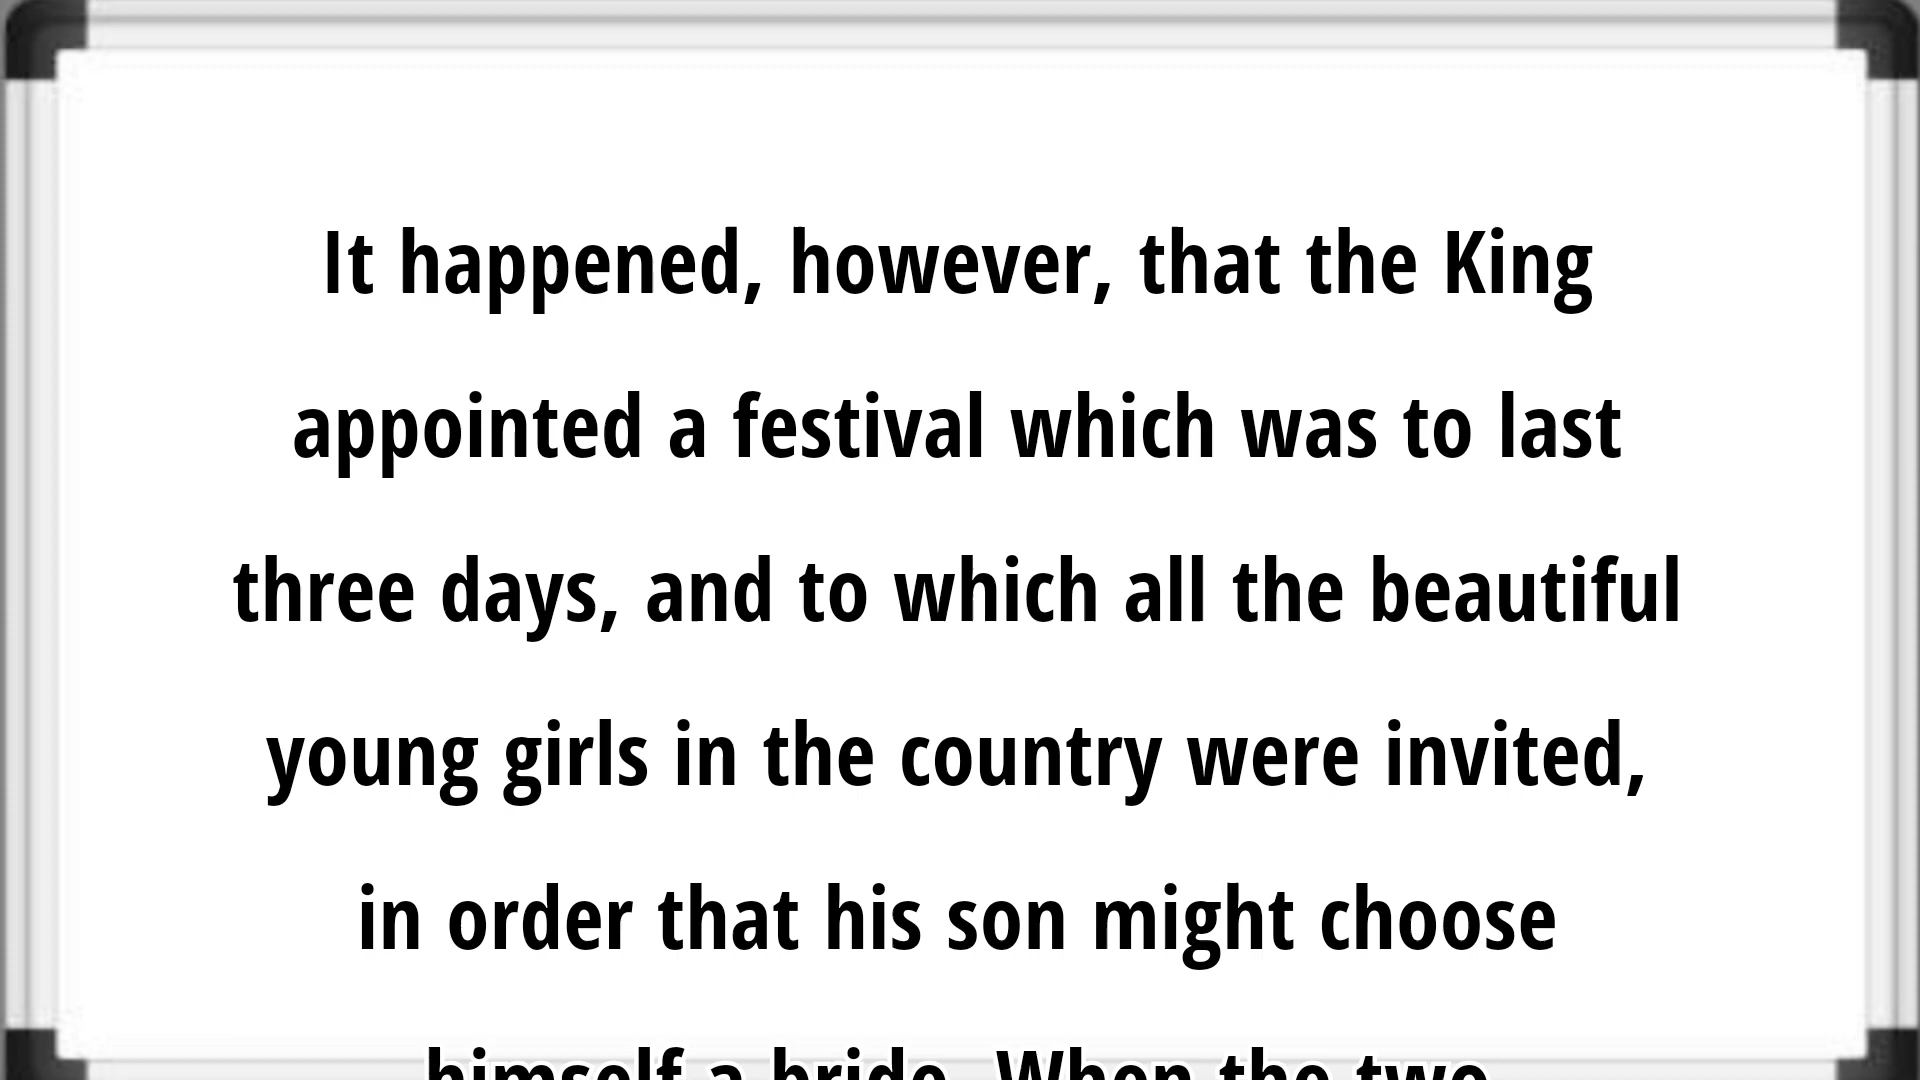 It happened, however, that the King
appointed a festival which was to last
three days, and to which all the beautiful
young girls in the country were invited,
in order that his son might choose
himself a bride. When the two